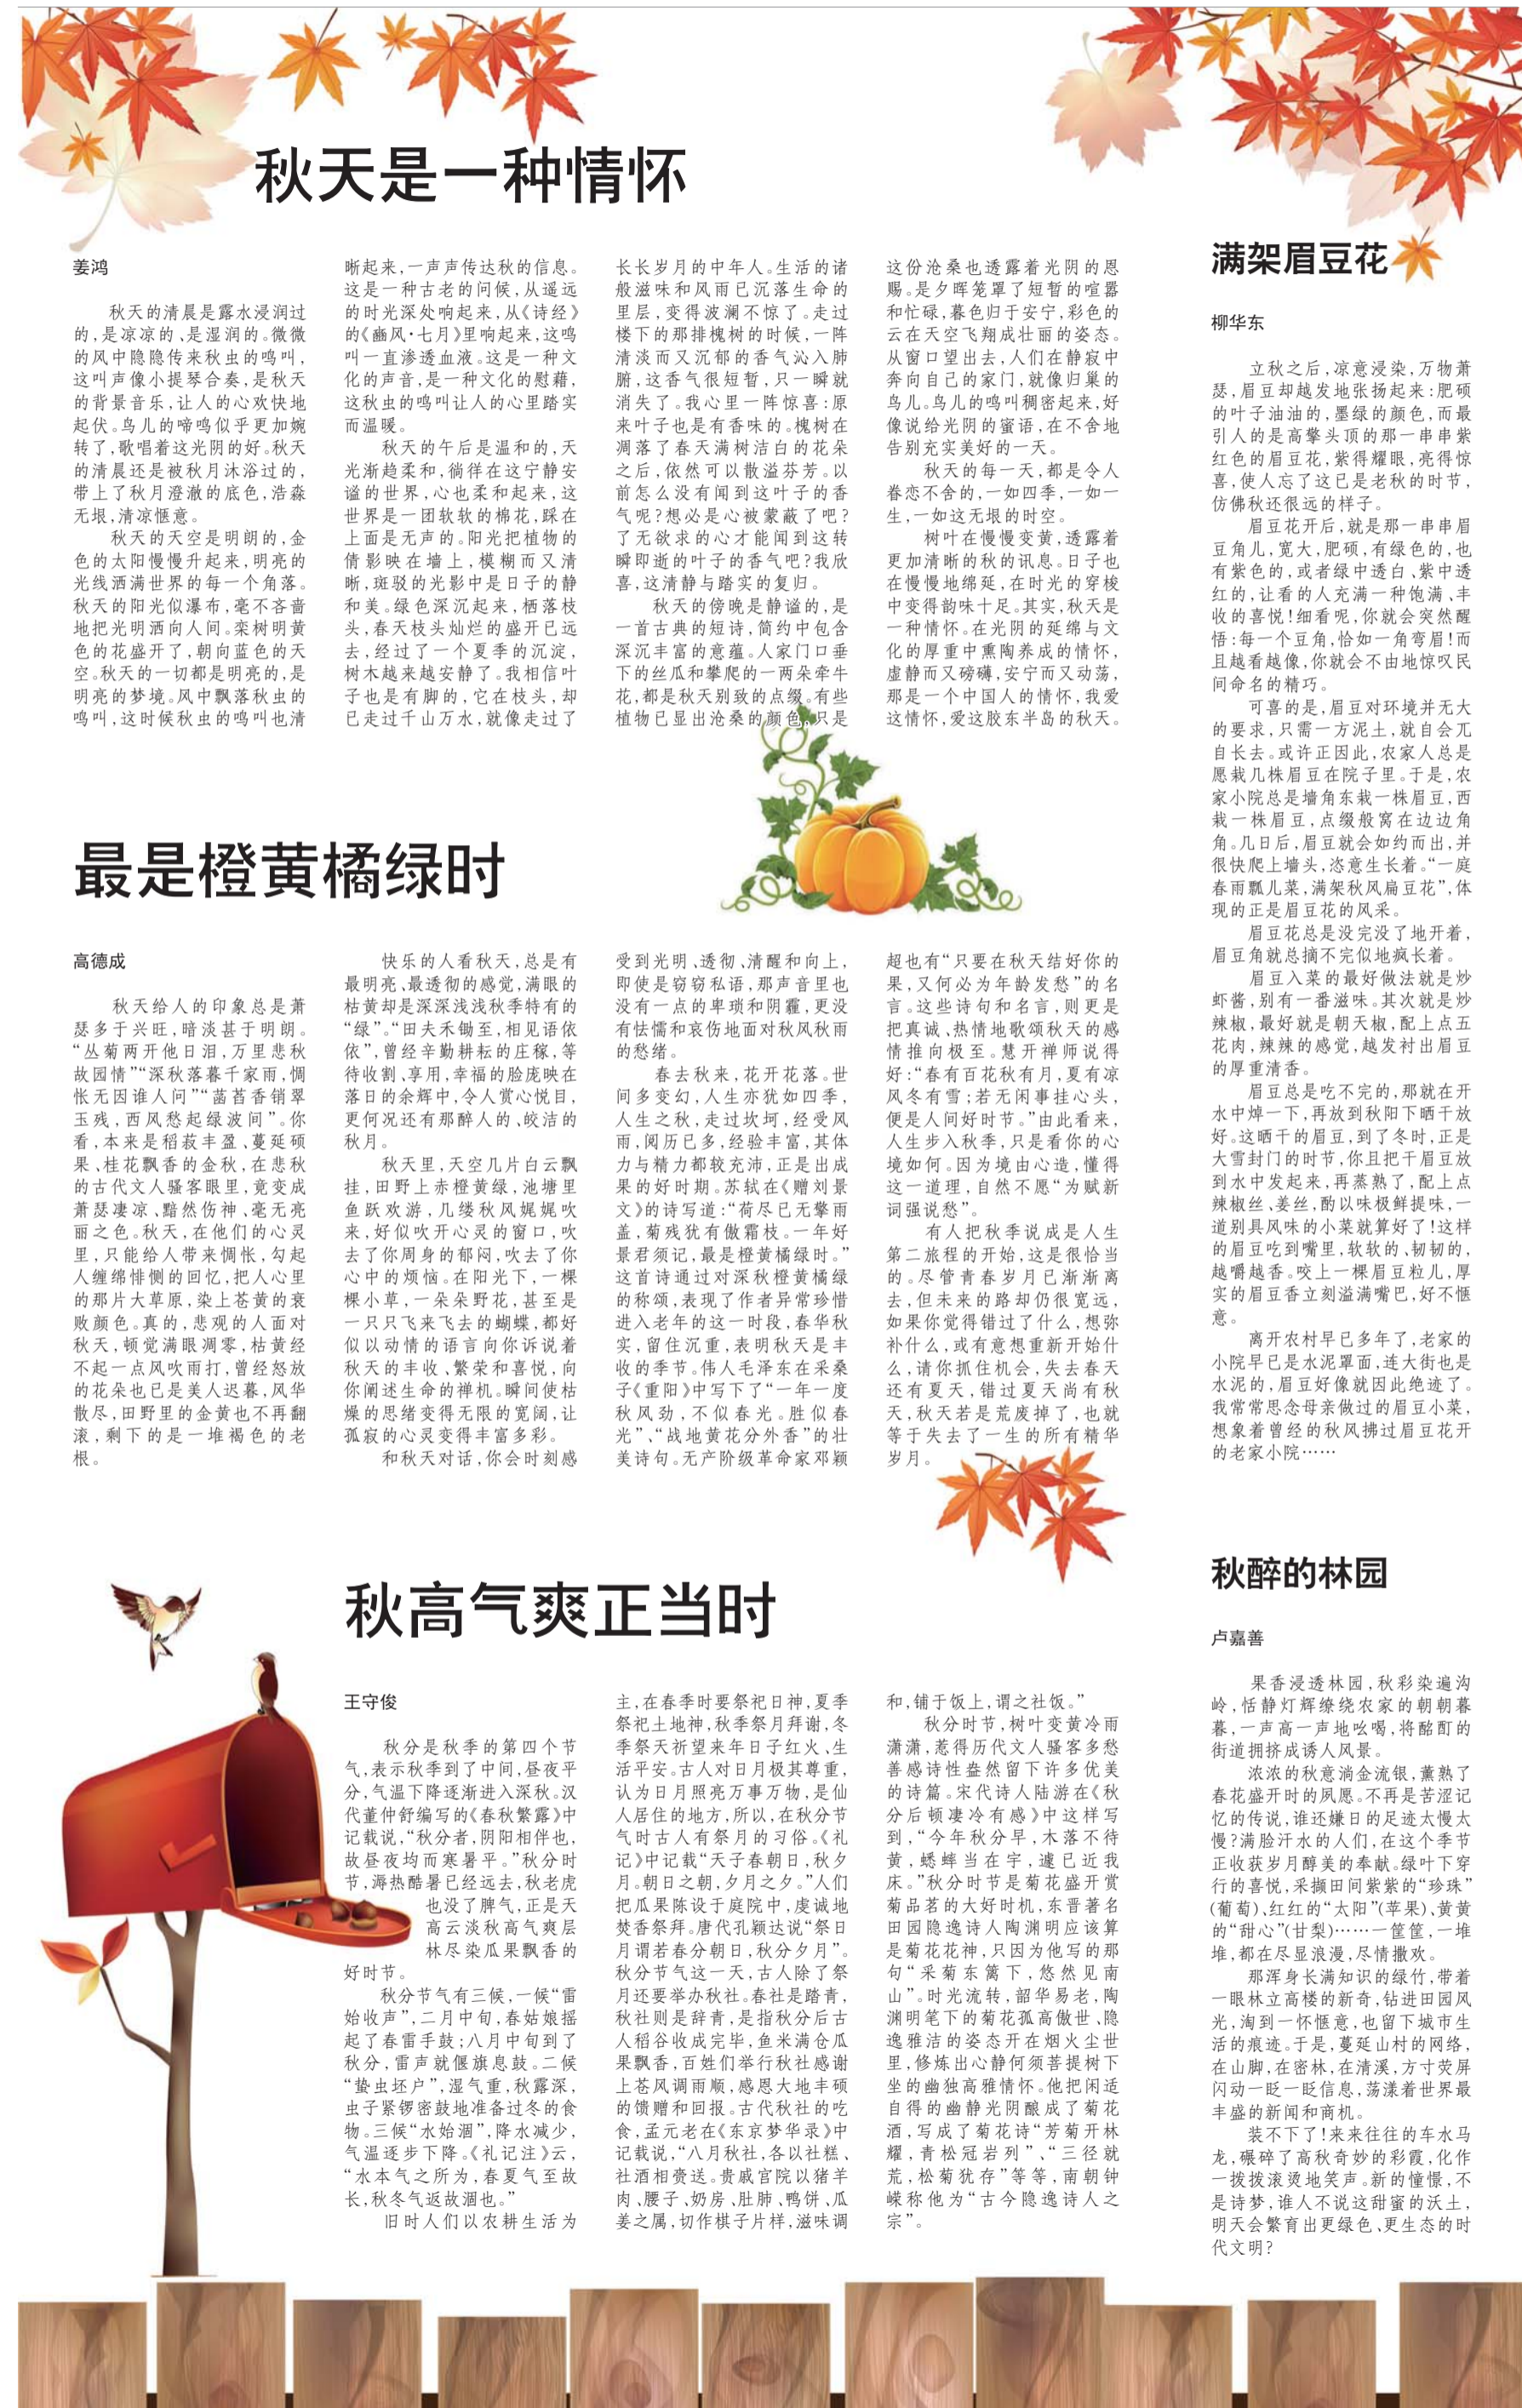 秋天是一种情怀
姜鸿
秋天的清晨是露水浸润过
的,是凉凉的、是湿润的。微微
的风中隐隐传来秋虫的鸣叫,
这叫声像小提琴合奏,是秋天
的背景音乐,让人的心欢快地
起伏。鸟儿的啼鸣似乎更加婉
转了,歌唱着这光阴的好。秋天
的清晨还是被秋月沐浴过的,
带上了秋月澄澈的底色,浩淼
无垠,清凉惬意。
秋天的天空是明朗的,金
色的太阳慢慢升起来,明亮的
光线洒满世界的每一个角落。
秋天的阳光似瀑布,毫不吝啬
地把光明洒向人间。栾树明黄
色的花盛开了,朝向蓝色的天
空。秋天的一切都是明亮的,是
明亮的梦境。风中飘落秋虫的
鸣叫,这时候秋虫的鸣叫也清
晰起来,一声声传达秋的信息。
这是一种古老的问候,从遥远
的时光深处响起来,从《诗经》
的《豳风·七月》里响起来,这鸣
叫一直渗透血液。这是一种文
化的声音,是一种文化的慰藉,
这秋虫的鸣叫让人的心里踏实
而温暖。
秋天的午后是温和的,天
光渐趋柔和,徜徉在这宁静安
谧的世界,心也柔和起来,这
世界是一团软软的棉花,踩在
上面是无声的。阳光把植物的
倩影映在墙上,模糊而又清
晰,斑驳的光影中是日子的静
和美。绿色深沉起来,栖落枝
头,春天枝头灿烂的盛开已远
去,经过了一个夏季的沉淀,
树木越来越安静了。我相信叶
子也是有脚的,它在枝头,却
已走过千山万水,就像走过了
长长岁月的中年人。生活的诸
般滋味和风雨已沉落生命的
里层,变得波澜不惊了。走过
楼下的那排槐树的时候,一阵
清淡而又沉郁的香气沁入肺
腑,这香气很短暂,只一瞬就
消失了。我心里一阵惊喜:原
来叶子也是有香味的。槐树在
凋落了春天满树洁白的花朵
之后,依然可以散溢芬芳。以
前怎么没有闻到这叶子的香
气呢?想必是心被蒙蔽了吧?
了无欲求的心才能闻到这转
瞬即逝的叶子的香气吧?我欣
喜,这清静与踏实的复归。
秋天的傍晚是静谧的,是
一首古典的短诗,简约中包含
深沉丰富的意蕴。人家门口垂
下的丝瓜和攀爬的一两朵牵牛
花,都是秋天别致的点缀。有些
植物已显出沧桑的颜色。只是
这份沧桑也透露着光阴的恩
赐。是夕晖笼罩了短暂的喧嚣
和忙碌,暮色归于安宁,彩色的
云在天空飞翔成壮丽的姿态。
从窗口望出去,人们在静寂中
奔向自己的家门,就像归巢的
鸟儿。鸟儿的鸣叫稠密起来,好
像说给光阴的蜜语,在不舍地
告别充实美好的一天。
秋天的每一天,都是令人
眷恋不舍的,一如四季,一如一
生,一如这无垠的时空。
树叶在慢慢变黄,透露着
更加清晰的秋的讯息。日子也
在慢慢地绵延,在时光的穿梭
中变得韵味十足。其实,秋天是
一种情怀。在光阴的延绵与文
化的厚重中熏陶养成的情怀,
虚静而又磅礴,安宁而又动荡,
那是一个中国人的情怀,我爱
这情怀,爱这胶东半岛的秋天。
最是橙黄橘绿时
高德成
秋天给人的印象总是萧
瑟多于兴旺,暗淡甚于明朗。
“丛菊两开他日泪,万里悲秋
故园情”“深秋落暮千家雨,惆
怅无因谁人问”“菡萏香销翠
玉残,西风愁起绿波间”。你
看,本来是稻菽丰盈、蔓延硕
果、桂花飘香的金秋,在悲秋
的古代文人骚客眼里,竟变成
萧瑟凄凉、黯然伤神、毫无亮
丽之色。秋天,在他们的心灵
里,只能给人带来惆怅,勾起
人缠绵悱恻的回忆,把人心里
的那片大草原,染上苍黄的衰
败颜色。真的,悲观的人面对
秋天,顿觉满眼凋零,枯黄经
不起一点风吹雨打,曾经怒放
的花朵也已是美人迟暮,风华
散尽,田野里的金黄也不再翻
滚,剩下的是一堆褐色的老
根。
快乐的人看秋天,总是有
最明亮、最透彻的感觉,满眼的
枯黄却是深深浅浅秋季特有的
“绿”。“田夫禾锄至,相见语依
依”,曾经辛勤耕耘的庄稼,等
待收割、享用,幸福的脸庞映在
落日的余辉中,令人赏心悦目,
更何况还有那醉人的、皎洁的
秋月。
秋天里,天空几片白云飘
挂,田野上赤橙黄绿,池塘里
鱼跃欢游,几缕秋风娓娓吹
来,好似吹开心灵的窗口,吹
去了你周身的郁闷,吹去了你
心中的烦恼。在阳光下,一棵
棵小草,一朵朵野花,甚至是
一只只飞来飞去的蝴蝶,都好
似以动情的语言向你诉说着
秋天的丰收、繁荣和喜悦,向
你阐述生命的禅机。瞬间使枯
燥的思绪变得无限的宽阔,让
孤寂的心灵变得丰富多彩。
和秋天对话,你会时刻感
受到光明、透彻、清醒和向上,
即使是窃窃私语,那声音里也
没有一点的卑琐和阴霾,更没
有怯懦和哀伤地面对秋风秋雨
的愁绪。
春去秋来,花开花落。世
间多变幻,人生亦犹如四季,
人生之秋,走过坎坷,经受风
雨,阅历已多,经验丰富,其体
力与精力都较充沛,正是出成
果的好时期。苏轼在《赠刘景
文》的诗写道:“荷尽已无擎雨
盖,菊残犹有傲霜枝。一年好
景君须记,最是橙黄橘绿时。”
这首诗通过对深秋橙黄橘绿
的称颂,表现了作者异常珍惜
进入老年的这一时段,春华秋
实,留住沉重,表明秋天是丰
收的季节。伟人毛泽东在采桑
子《重阳》中写下了“一年一度
秋风劲,不似春光。胜似春
光”、“战地黄花分外香”的壮
美诗句。无产阶级革命家邓颖
超也有“只要在秋天结好你的
果,又何必为年龄发愁”的名
言。这些诗句和名言,则更是
把真诚、热情地歌颂秋天的感
情推向极至。慧开禅师说得
好:“春有百花秋有月,夏有凉
风冬有雪;若无闲事挂心头,
便是人间好时节。”由此看来,
人生步入秋季,只是看你的心
境如何。因为境由心造,懂得
这一道理,自然不愿“为赋新
词强说愁”。
有人把秋季说成是人生
第二旅程的开始,这是很恰当
的。尽管青春岁月已渐渐离
去,但未来的路却仍很宽远,
如果你觉得错过了什么,想弥
补什么,或有意想重新开始什
么,请你抓住机会,失去春天
还有夏天,错过夏天尚有秋
天,秋天若是荒废掉了,也就
等于失去了一生的所有精华
岁月。
秋高气爽正当时
王守俊
秋分是秋季的第四个节
气,表示秋季到了中间,昼夜平
分,气温下降逐渐进入深秋。汉
代董仲舒编写的《春秋繁露》中
记载说,“秋分者,阴阳相伴也,
故昼夜均而寒暑平。”秋分时
节,溽热酷暑已经远去,秋老虎
也没了脾气,正是天
高云淡秋高气爽层
林尽染瓜果飘香的
好时节。
秋分节气有三候,一候“雷
始收声”,二月中旬,春姑娘摇
起了春雷手鼓;八月中旬到了
秋分,雷声就偃旗息鼓。二候
“蛰虫坯户”,湿气重,秋露深,
虫子紧锣密鼓地准备过冬的食
物。三候“水始涸”,降水减少,
气温逐步下降。《礼记注》云,
“水本气之所为,春夏气至故
长,秋冬气返故涸也。”
旧时人们以农耕生活为
主,在春季时要祭祀日神,夏季
祭祀土地神,秋季祭月拜谢,冬
季祭天祈望来年日子红火、生
活平安。古人对日月极其尊重,
认为日月照亮万事万物,是仙
人居住的地方,所以,在秋分节
气时古人有祭月的习俗。《礼
记》中记载“天子春朝日,秋夕
月。朝日之朝,夕月之夕。”人们
把瓜果陈设于庭院中,虔诚地
焚香祭拜。唐代孔颖达说“祭日
月谓若春分朝日,秋分夕月”。
秋分节气这一天,古人除了祭
月还要举办秋社。春社是踏青,
秋社则是辞青,是指秋分后古
人稻谷收成完毕,鱼米满仓瓜
果飘香,百姓们举行秋社感谢
上苍风调雨顺,感恩大地丰硕
的馈赠和回报。古代秋社的吃
食,孟元老在《东京梦华录》中
记载说,“八月秋社,各以社糕、
社酒相赍送。贵戚官院以猪羊
肉、腰子、奶房、肚肺、鸭饼、瓜
姜之属,切作棋子片样,滋味调
和,铺于饭上,谓之社饭。”
秋分时节,树叶变黄冷雨
潇潇,惹得历代文人骚客多愁
善感诗性盎然留下许多优美
的诗篇。宋代诗人陆游在《秋
分后顿凄冷有感》中这样写
到,“今年秋分早,木落不待
黄,蟋蟀当在宇,遽已近我
床。”秋分时节是菊花盛开赏
菊品茗的大好时机,东晋著名
田园隐逸诗人陶渊明应该算
是菊花花神,只因为他写的那
句“采菊东篱下,悠然见南
山”。时光流转,韶华易老,陶
渊明笔下的菊花孤高傲世、隐
逸雅洁的姿态开在烟火尘世
里,修炼出心静何须菩提树下
坐的幽独高雅情怀。他把闲适
自得的幽静光阴酿成了菊花
酒,写成了菊花诗“芳菊开林
耀,青松冠岩列”、“三径就
荒,松菊犹存”等等,南朝钟
嵘称他为“古今隐逸诗人之
宗”。
满架眉豆花
柳华东
立秋之后,凉意浸染,万物萧
瑟,眉豆却越发地张扬起来:肥硕
的叶子油油的,墨绿的颜色,而最
引人的是高擎头顶的那一串串紫
红色的眉豆花,紫得耀眼,亮得惊
喜,使人忘了这已是老秋的时节,
仿佛秋还很远的样子。
眉豆花开后,就是那一串串眉
豆角儿,宽大,肥硕,有绿色的,也
有紫色的,或者绿中透白、紫中透
红的,让看的人充满一种饱满、丰
收的喜悦!细看呢,你就会突然醒
悟:每一个豆角,恰如一角弯眉!而
且越看越像,你就会不由地惊叹民
间命名的精巧。
可喜的是,眉豆对环境并无大
的要求,只需一方泥土,就自会兀
自长去。或许正因此,农家人总是
愿栽几株眉豆在院子里。于是,农
家小院总是墙角东栽一株眉豆,西
栽一株眉豆,点缀般窝在边边角
角。几日后,眉豆就会如约而出,并
很快爬上墙头,恣意生长着。“一庭
春雨瓢儿菜,满架秋风扁豆花”,体
现的正是眉豆花的风采。
眉豆花总是没完没了地开着,
眉豆角就总摘不完似地疯长着。
眉豆入菜的最好做法就是炒
虾酱,别有一番滋味。其次就是炒
辣椒,最好就是朝天椒,配上点五
花肉,辣辣的感觉,越发衬出眉豆
的厚重清香。
眉豆总是吃不完的,那就在开
水中焯一下,再放到秋阳下晒干放
好。这晒干的眉豆,到了冬时,正是
大雪封门的时节,你且把干眉豆放
到水中发起来,再蒸熟了,配上点
辣椒丝、姜丝,酌以味极鲜提味,一
道别具风味的小菜就算好了!这样
的眉豆吃到嘴里,软软的、韧韧的,
越嚼越香。咬上一棵眉豆粒儿,厚
实的眉豆香立刻溢满嘴巴,好不惬
意。
离开农村早已多年了,老家的
小院早已是水泥罩面,连大街也是
水泥的,眉豆好像就因此绝迹了。
我常常思念母亲做过的眉豆小菜,
想象着曾经的秋风拂过眉豆花开
的老家小院……
秋醉的林园
卢嘉善
果香浸透林园,秋彩染遍沟
岭,恬静灯辉缭绕农家的朝朝暮
暮,一声高一声地吆喝,将酩酊的
街道拥挤成诱人风景。
浓浓的秋意淌金流银,薰熟了
春花盛开时的夙愿。不再是苦涩记
忆的传说,谁还嫌日的足迹太慢太
慢?满脸汗水的人们,在这个季节
正收获岁月醇美的奉献。绿叶下穿
行的喜悦,采撷田间紫紫的“珍珠”
(葡萄)、红红的“太阳”(苹果)、黄黄
的“甜心”(甘梨)……一筐筐,一堆
堆,都在尽显浪漫,尽情撒欢。
那浑身长满知识的绿竹,带着
一眼林立高楼的新奇,钻进田园风
光,淘到一怀惬意,也留下城市生
活的痕迹。于是,蔓延山村的网络,
在山脚,在密林,在清溪,方寸荧屏
闪动一眨一眨信息,荡漾着世界最
丰盛的新闻和商机。
装不下了!来来往往的车水马
龙,碾碎了高秋奇妙的彩霞,化作
一拨拨滚烫地笑声。新的憧憬,不
是诗梦,谁人不说这甜蜜的沃土,
明天会繁育出更绿色、更生态的时
代文明?